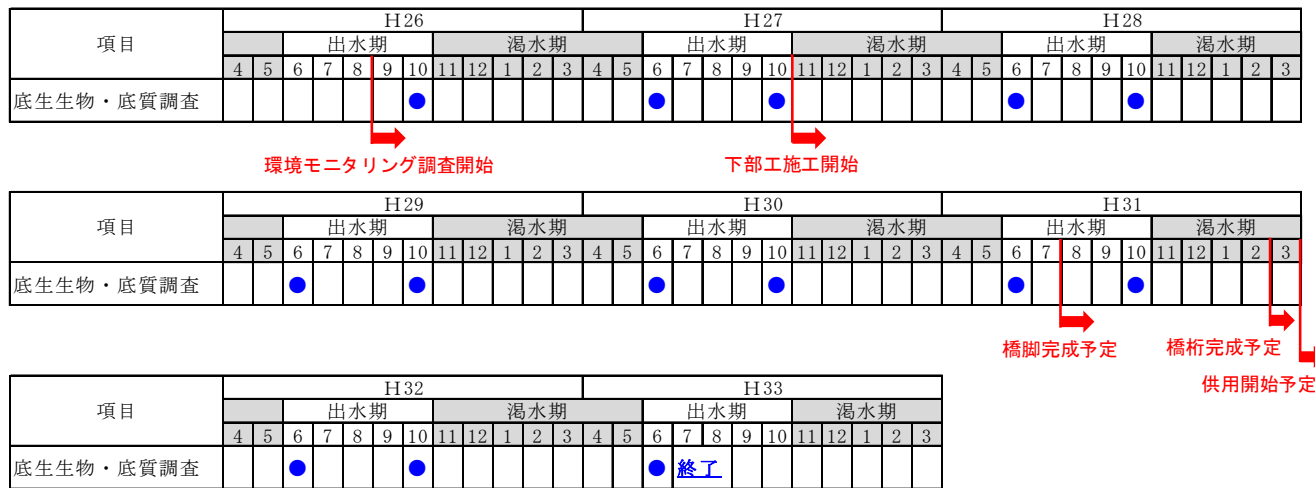 項目 H26 H27 H28
出水期 渇水期 出水期 渇水期 出水期 渇水期
4 5 6 7 8 9 10 11 12 1 2 3 4 5 6 7 8 9 10 11 12 1 2 3 4 5 6 7 8 9 10 11 12 1 2 3
底生生物・底質調査 ● ● ● ● ●
環境モニタリング調査開始 下部工施工開始
項目 H29 H30 H31
出水期 渇水期 出水期 渇水期 出水期 渇水期
4 5 6 7 8 9 10 11 12 1 2 3 4 5 6 7 8 9 10 11 12 1 2 3 4 5 6 7 8 9 10 11 12 1 2 3
底生生物・底質調査 ● ● ● ● ● ●
橋脚完成予定 橋桁完成予定
供用開始予定
項目 H32 H33
出水期 渇水期 出水期 渇水期
4 5 6 7 8 9 10 11 12 1 2 3 4 5 6 7 8 9 10 11 12 1 2 3
底生生物・底質調査 ● ● ● 終了